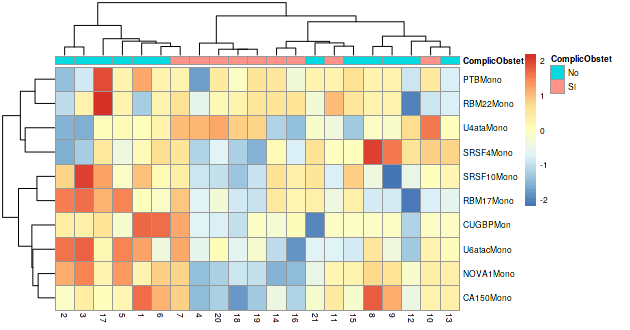 ComplicObstet
PTBMono
RBM22Mono
U4ataMono
SRSF4Mono
SRSF10Mono
RBM17Mono
CUGBPMon
U6atacMono
NOVA1Mono
CA150Mono
2 3 17 5 1 6 7 4 20 18 19 14 16 21 11 15 8 9 12 10 13
2
1
0
-1
-2
ComplicObstet
No
SI